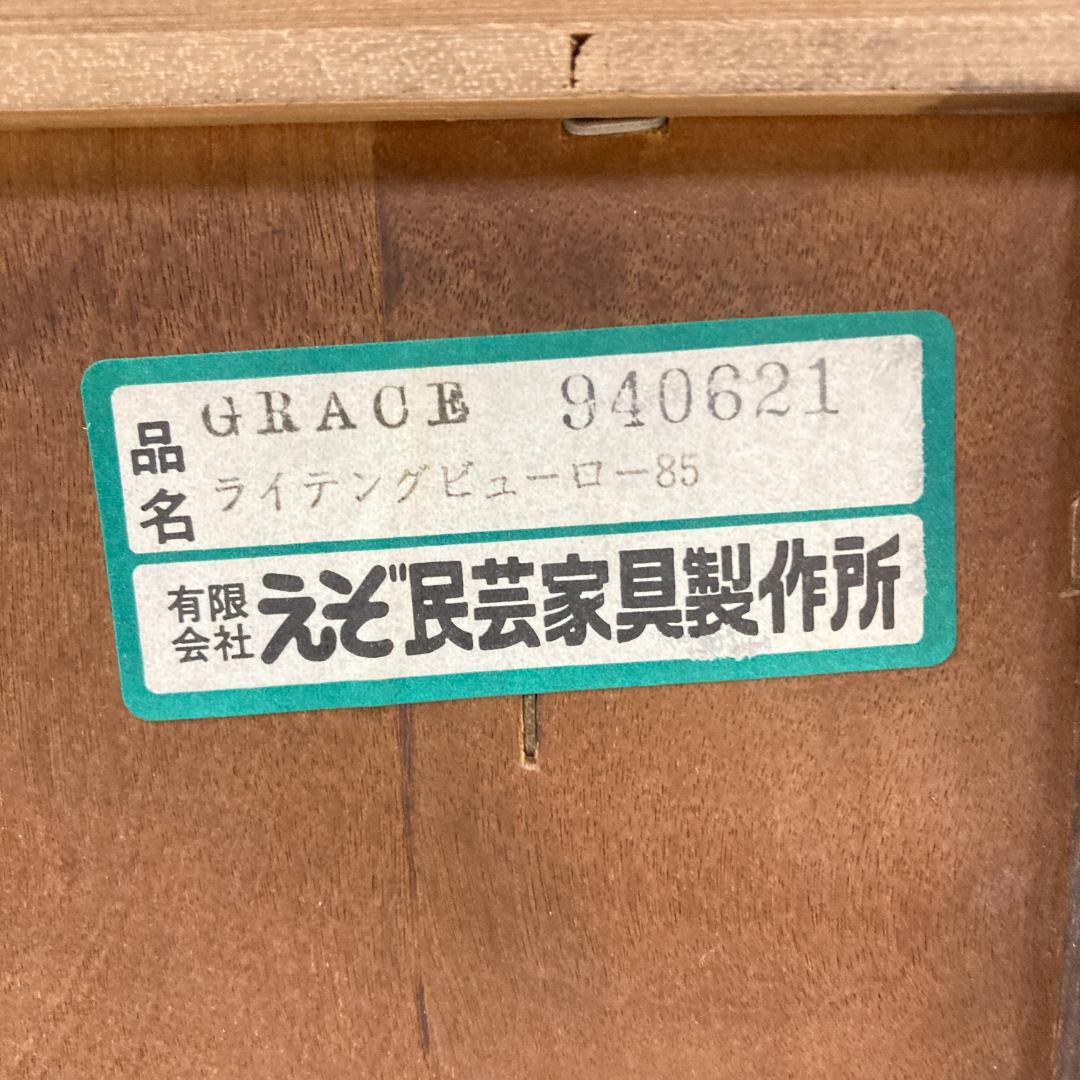 品名
GRACE 940621
ライテングビューロー85
有限会社
えぞ民芸家具製作所